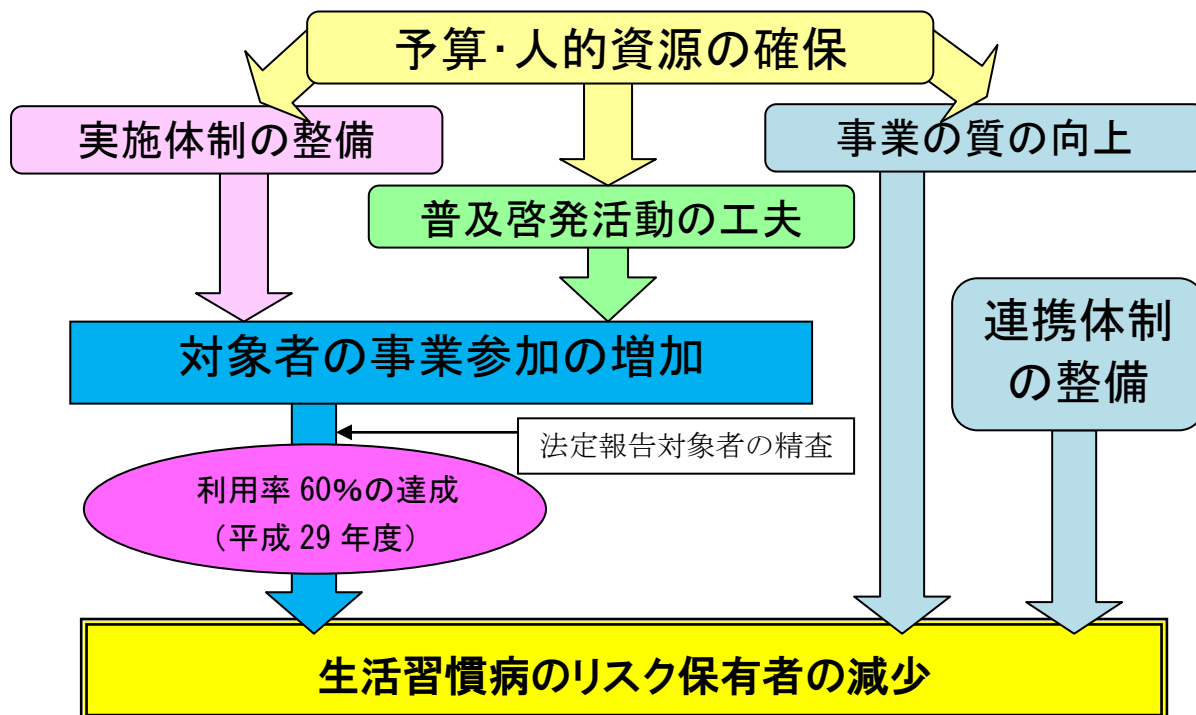 予算・人的資源の確保
実施体制の整備
事業の質の向上
普及啓発活動の工夫
連携体制
の整備
対象者の事業参加の増加
法定報告対象者の精査
利用率 60％の達成
（平成 29 年度）
生活習慣病のリスク保有者の減少